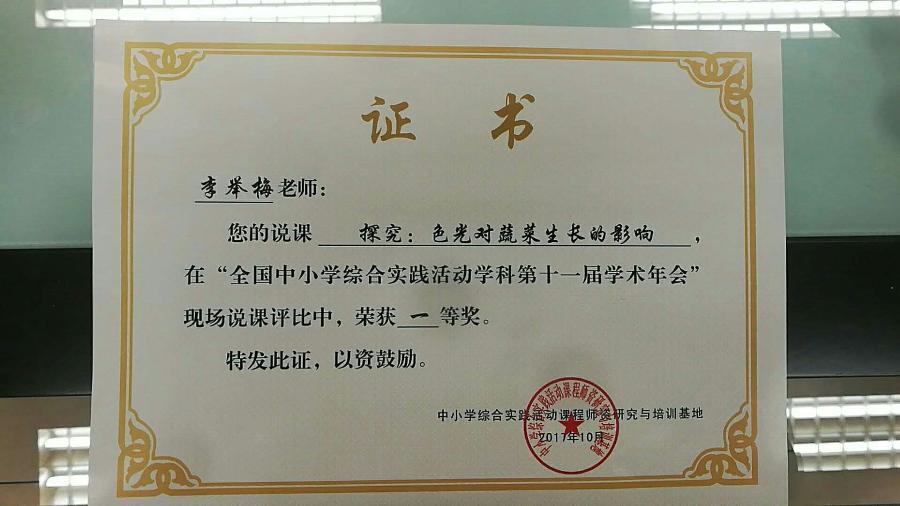 证书
李举梅老师:
您的说课 探究:色光对蔬菜生长的影响,
在“全国中小学综合实践活动学科第十一届学术年会”
现场说课评比中,荣获一等奖。
特发此证,以资鼓励。
中小学综合实践活动课程师资研究与培训基地
2017年10月